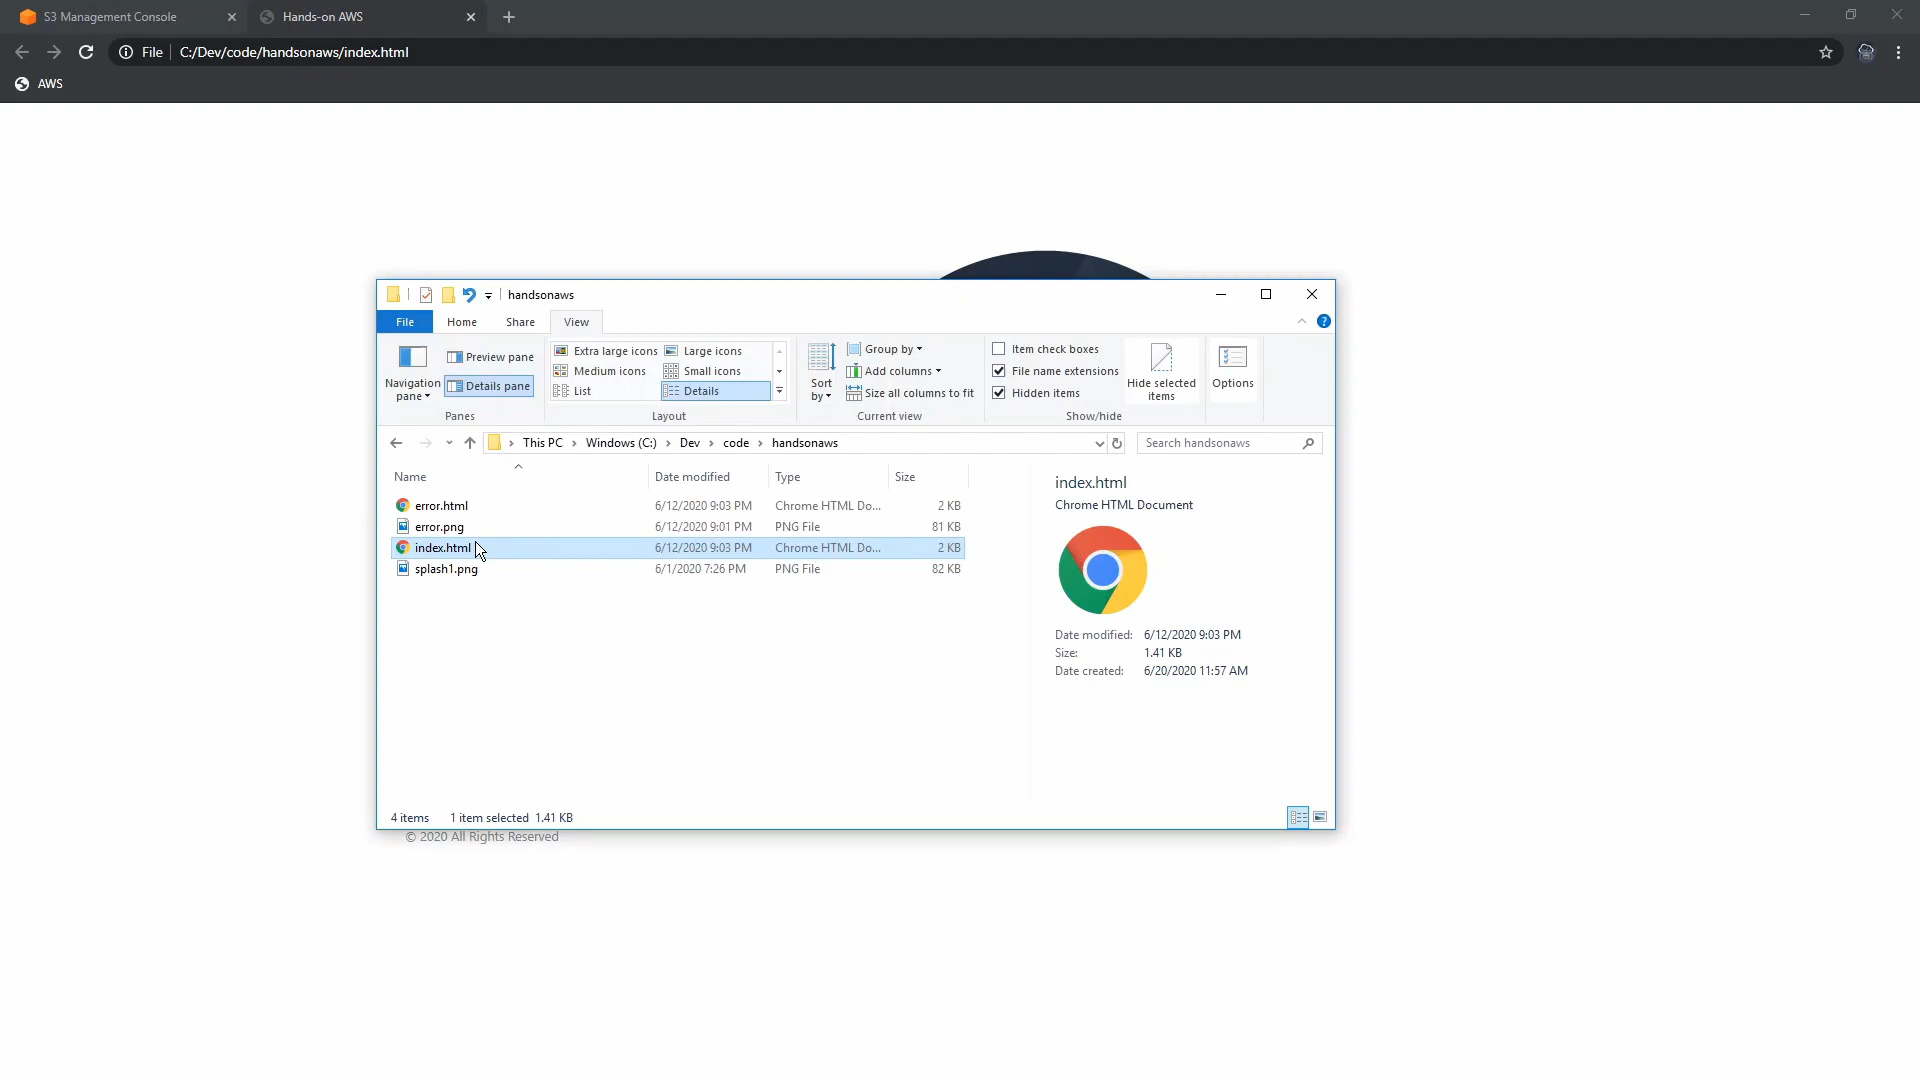 S3 Management Console
Hands-on AWS
File
C:/Dev/code/handsonaws/index.html
AWS
handsonaws
File
Home
Share
View
Navigation pane
Preview pane
Details pane
Panes
Extra large icons
Large icons
Medium icons
Small icons
List
Details
Layout
Sort by
Group by
Add columns
Size all columns to fit
Current view
Item check boxes
File name extensions
Hidden items
Hide selected items
Show/hide
Options
This PC > Windows (C:) > Dev > code > handsonaws
Search handsonaws
Name Date modified Type Size
error.html 6/12/2020 9:03 PM Chrome HTML Do... 2 KB
error.png 6/12/2020 9:01 PM PNG File 81 KB
index.html 6/12/2020 9:03 PM Chrome HTML Do... 2 KB
splash1.png 6/1/2020 7:26 PM PNG File 82 KB
index.html
Chrome HTML Document
Date modified: 6/12/2020 9:03 PM
Size: 1.41 KB
Date created: 6/20/2020 11:57 AM
4 items 1 item selected 1.41 KB
© 2020 All Rights Reserved